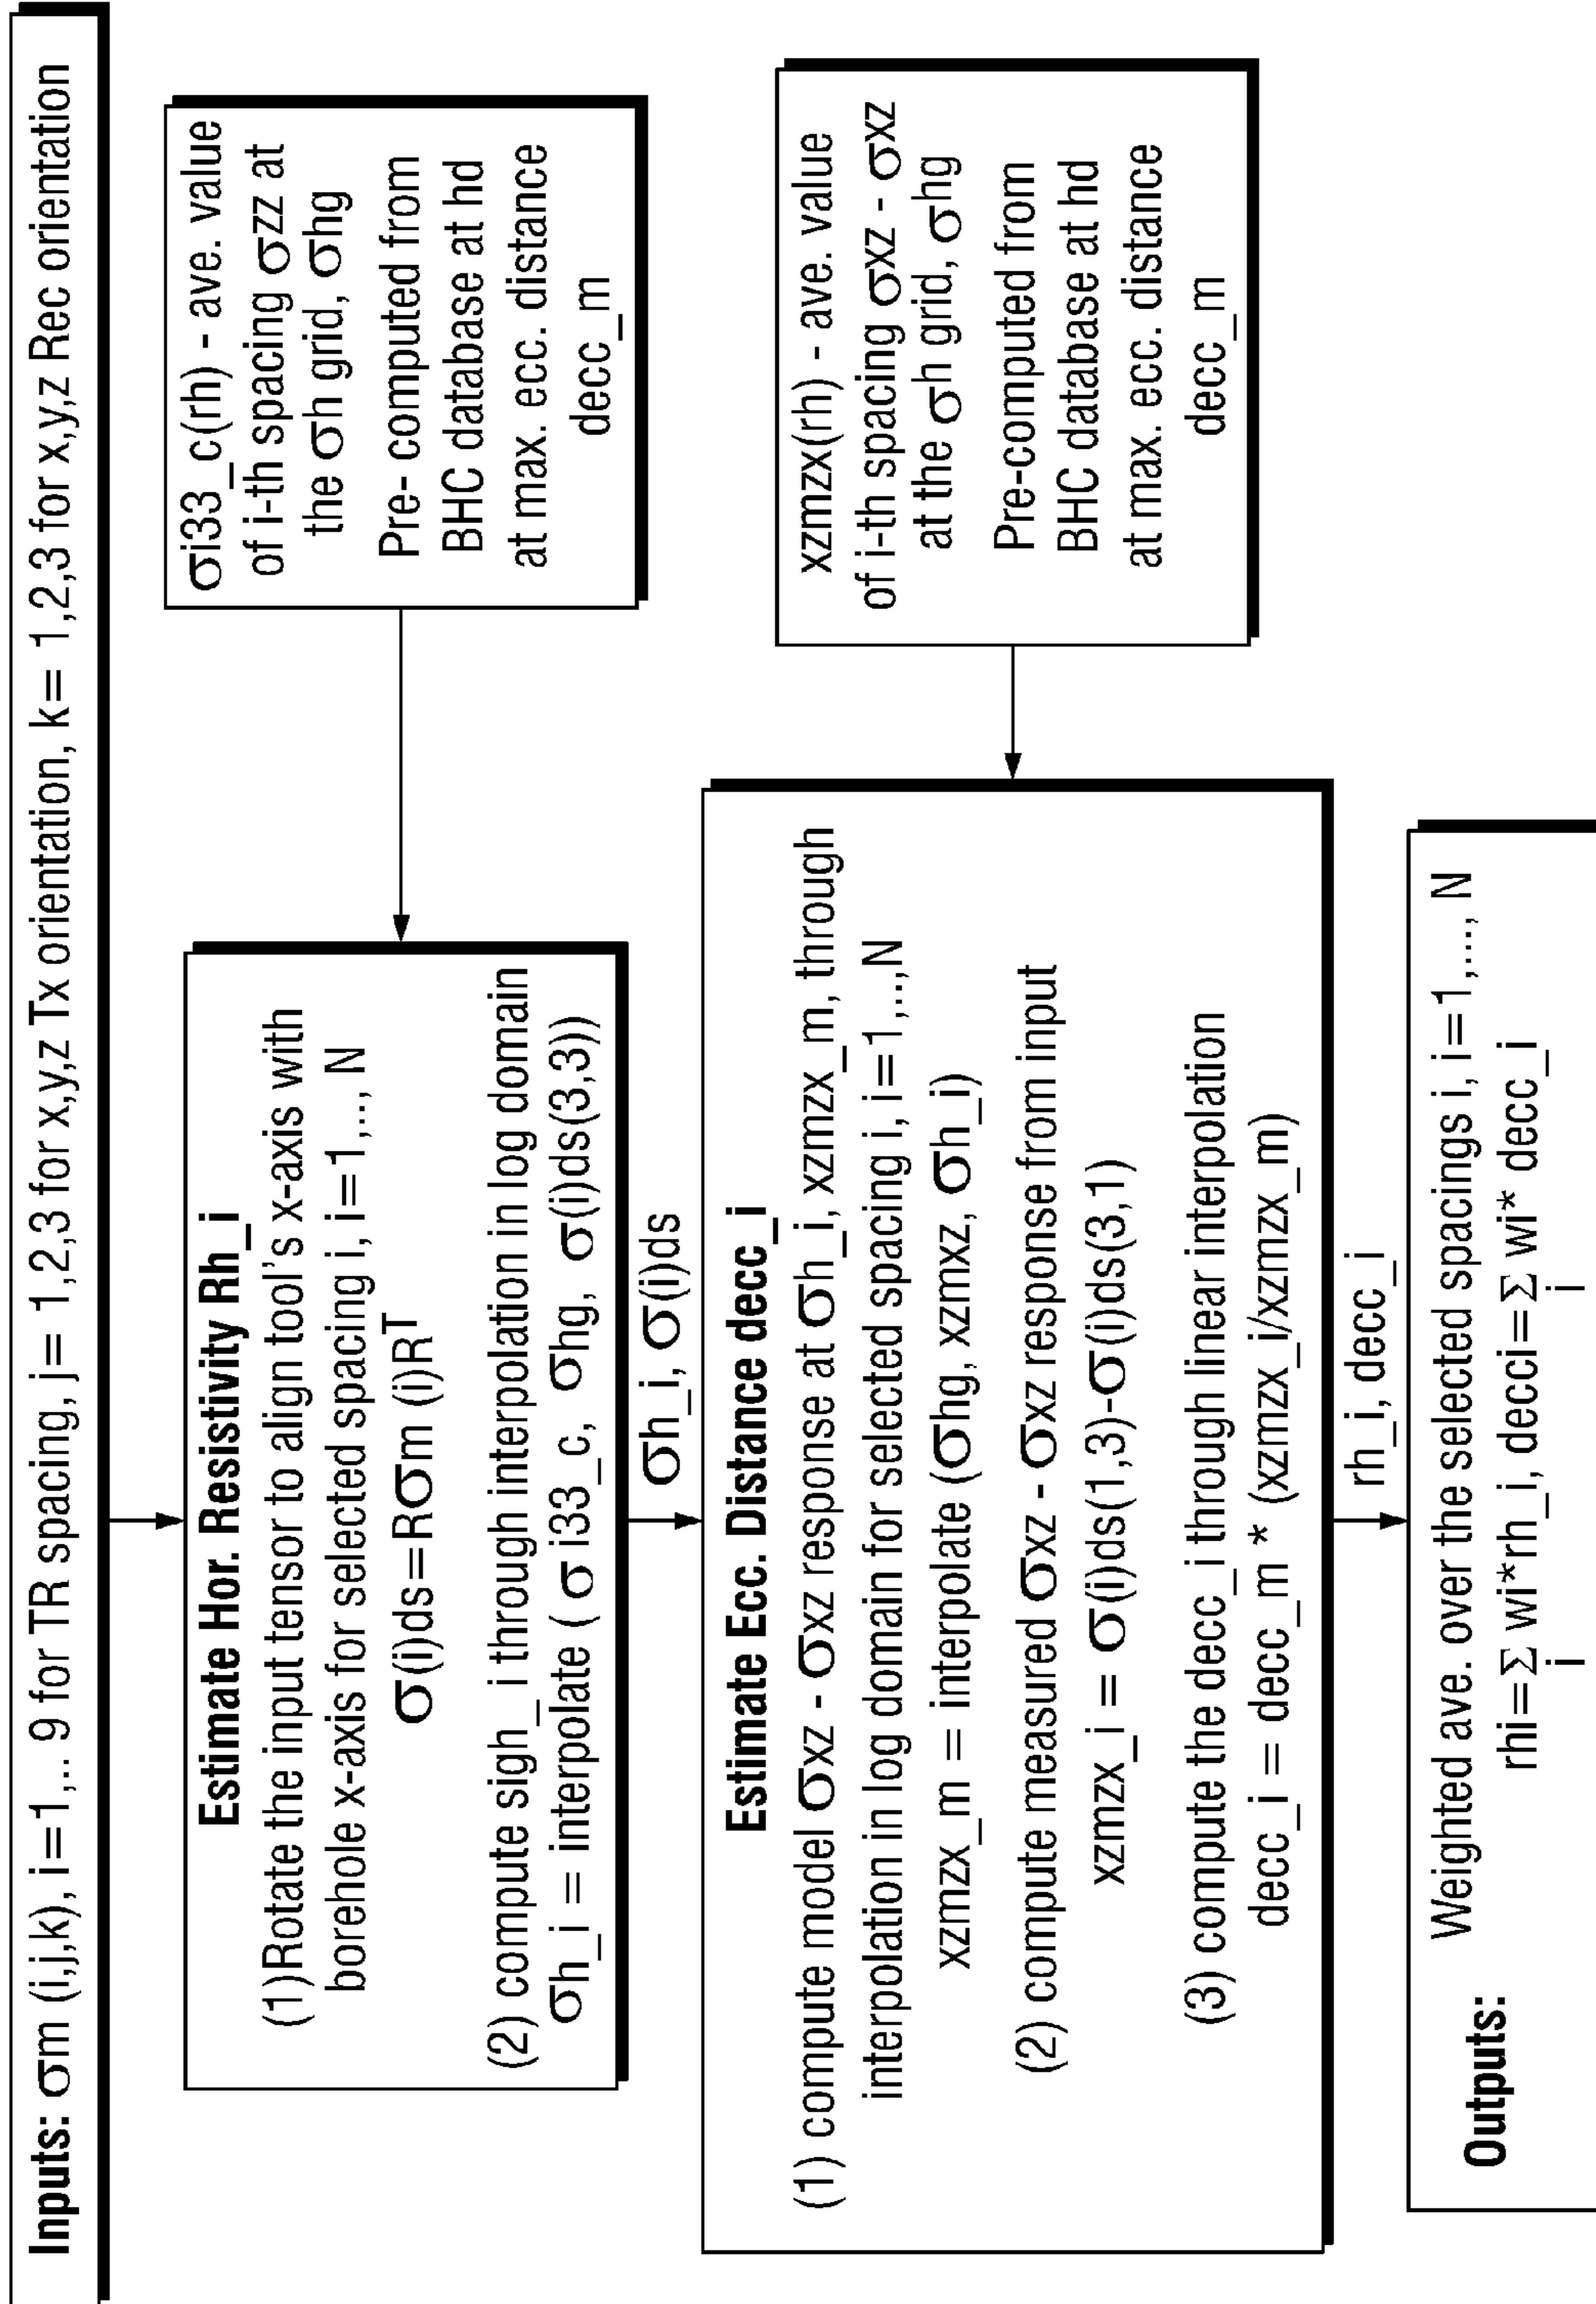 Inputs: σm (i,j,k), i=1,.. 9 for TR spacing, j= 1,2,3 for x,y,z Tx orientation, k= 1,2,3 for x,y,z Rec orientation
Estimate Hor. Resistivity Rh_i
(1)Rotate the input tensor to align tool's x-axis with
borehole x-axis for selected spacing i, i=1,..., N
σ(i)ds=Rσm (i)R^T
(2) compute sigh_i through interpolation in log domain
σh_i = interpolate ( σ i33_c, σhg, σ(i)ds(3,3))
σi33_c(rh) - ave. value
of i-th spacing σzz at
the σh grid, σhg
Pre- computed from
BHC database at hd
at max. ecc. distance
decc_m
σh_i, σ(i)ds
Estimate Ecc. Distance decc_i
(1) compute model σxz - σxz response at σh_i, xzmzx_m, through
interpolation in log domain for selected spacing i, i=1,..,N
xzmzx_m = interpolate (σhg, xzmxz, σh_i)
(2) compute measured σxz - σxz response from input
xzmzx_i = σ(i)ds(1,3)-σ(i)ds(3,1)
(3) compute the decc_i through linear interpolation
decc_i = decc_m * (xzmzx_i/xzmzx_m)
xzmzx(rh) - ave. value
of i-th spacing σxz - σxz
at the σh grid, σhg
Pre-computed from
BHC database at hd
at max. ecc. distance
decc_m
rh_i, decc_i
Outputs: Weighted ave. over the selected spacings i, i=1,..., N
rhi=Σ wi*rh_i, decci=Σ wi* decc_i
i i